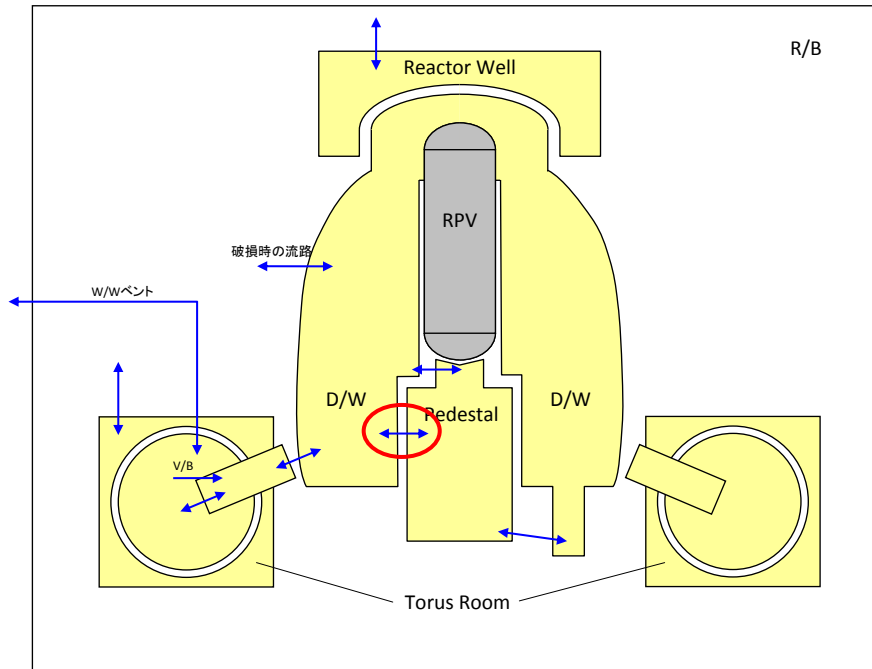 R/B
Reactor Well
RPV
破損時の流路
W/Wベント
D/W
Pedestal
D/W
V/B
Torus Room